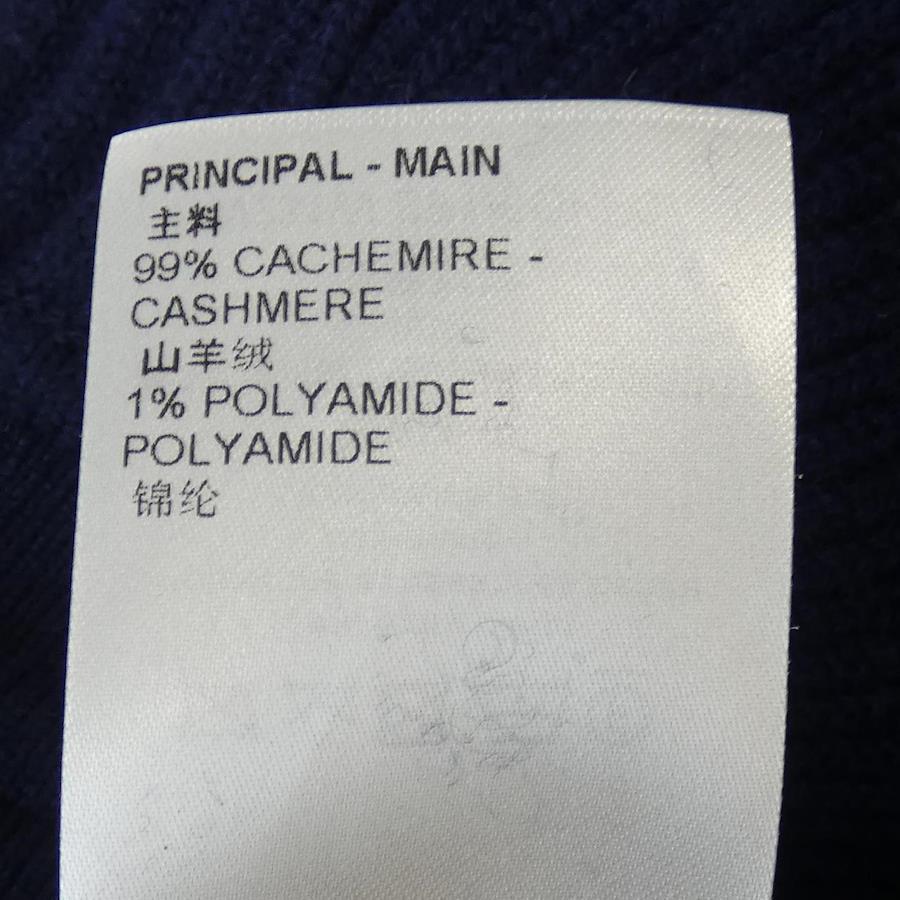 PRINCIPAL - MAIN
主料
99% CACHEMIRE -
CASHMERE
山羊绒
1% POLYAMIDE -
POLYAMIDE
锦纶